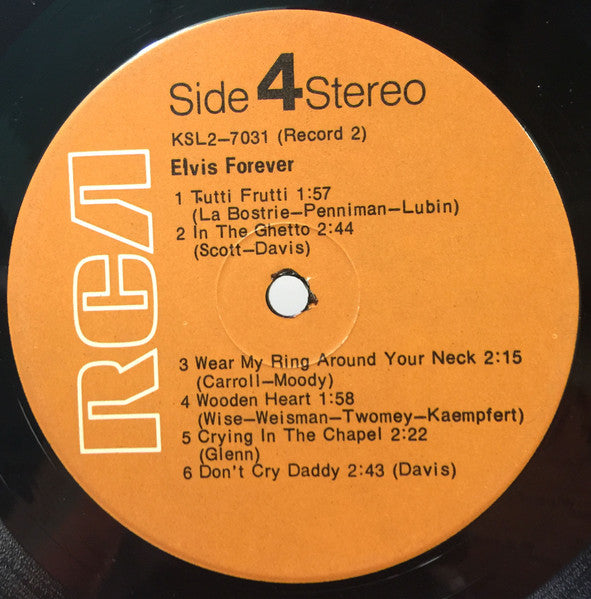 Side 4 Stereo
KSL2-7031 (Record 2)
Elvis Forever
1 Tutti Frutti 1:57
(La Bostrie-Penniman-Lubin)
2 In The Ghetto 2:44
(Scott-Davis)
3 Wear My Ring Around Your Neck 2:15
(Carroll-Moody)
4 Wooden Heart 1:58
(Wise-Weisman-Twomey-Kaempfert)
5 Crying In The Chapel 2:22
(Glenn)
6 Don't Cry Daddy 2:43 (Davis)
RCA